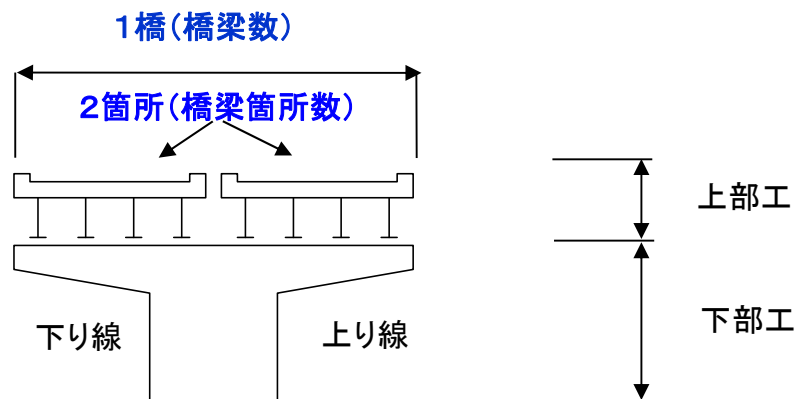 １橋（橋梁数）
２箇所（橋梁箇所数）
上部工
下部工
下り線
上り線